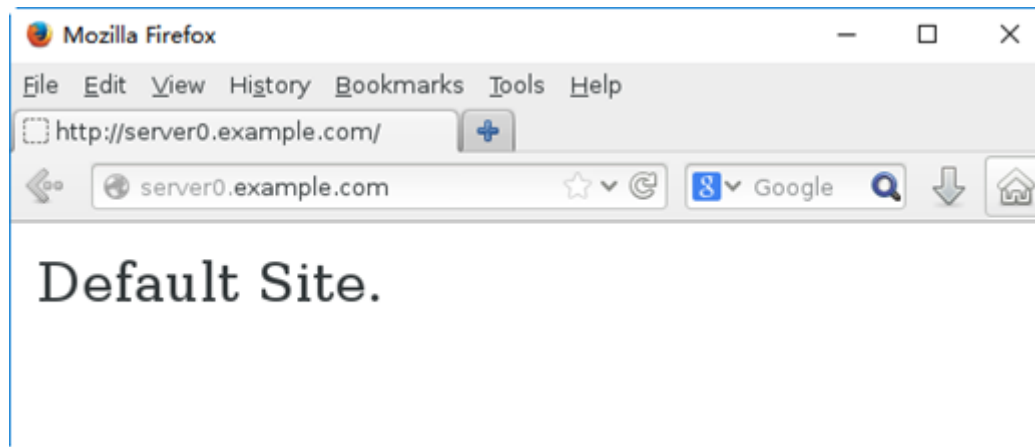 Mozilla Firefox
File Edit View History Bookmarks Tools Help
http://server0.example.com/
server0.example.com 8 Google
Default Site.